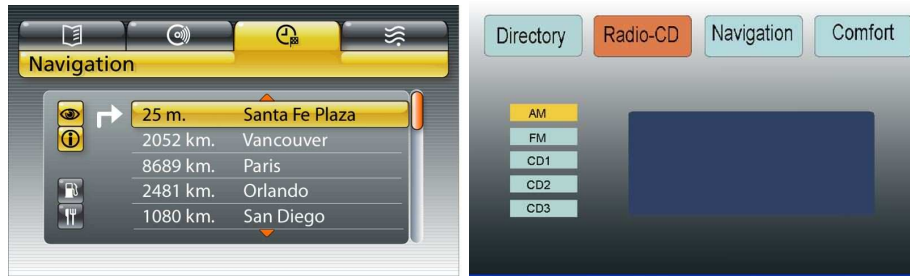 Navigation
25 m. Santa Fe Plaza
2052 km. Vancouver
8689 km. Paris
2481 km. Orlando
1080 km. San Diego
Directory Radio-CD Navigation Comfort
AM
FM
CD1
CD2
CD3